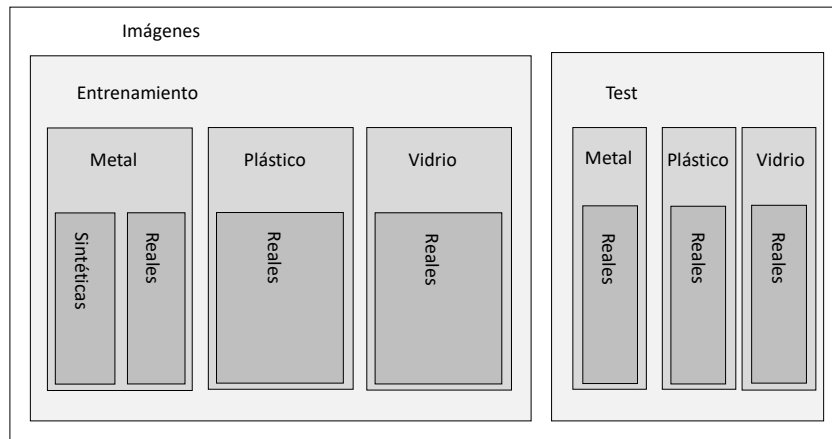 Imágenes
Entrenamiento
Metal
Sintéticas
Reales
Plástico
Reales
Vidrio
Reales
Test
Metal
Reales
Plástico
Reales
Vidrio
Reales